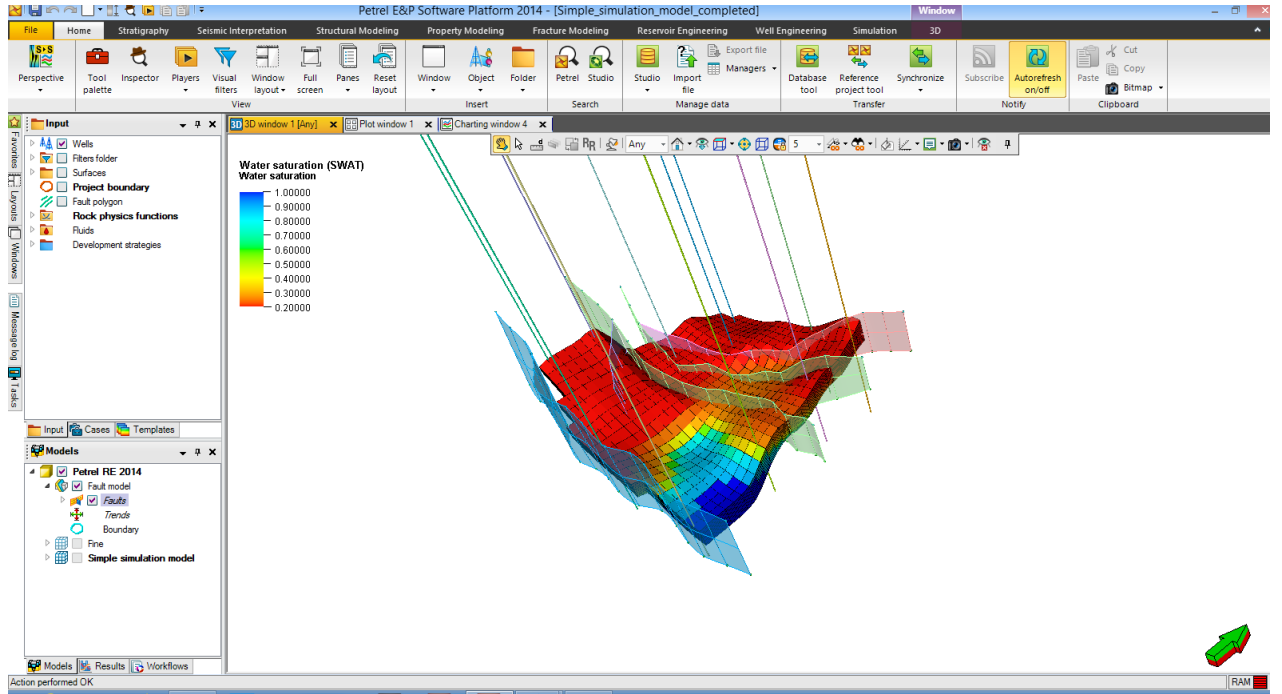 Petrel E&P Software Platform 2014 - [Simple_simulation_model_completed]
Window
File Home Stratigraphy Seismic Interpretation Structural Modeling Property Modeling Fracture Modeling Reservoir Engineering Well Engineering Simulation 3D
Perspective
Tool palette
Inspector
Players
Visual filters
Window layout
Full screen
Panes
Reset layout
View
Window
Object
Folder
Insert
Petrel
Studio
Search
Studio
Import file
Export file
Managers
Manage data
Database tool
Reference project tool
Synchronize
Transfer
Subscribe
Autorefresh on/off
Notify
Paste
Cut
Copy
Bitmap
Clipboard
Favorites
Layouts
Windows
Message log
Tasks
Input
Wells
Filters folder
Surfaces
Project boundary
Fault polygon
Rock physics functions
Fluids
Development strategies
Input Cases Templates
Models
Petrel RE 2014
Fault model
Faults
Trends
Boundary
Fine
Simple simulation model
Models Results Workflows
3D 3D window 1 [Any] Plot window 1 Charting window 4
Any 5
Water saturation (SWAT)
Water saturation
1.00000
0.90000
0.80000
0.70000
0.60000
0.50000
0.40000
0.30000
0.20000
Action performed OK
RAM